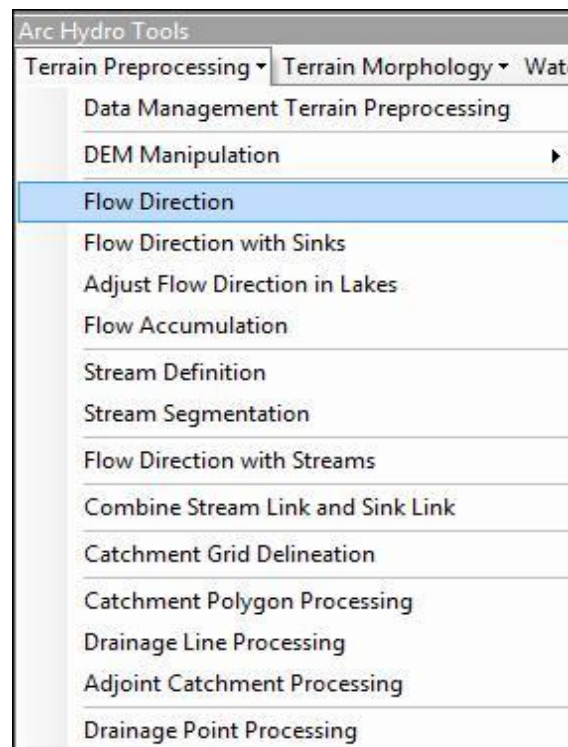 Arc Hydro Tools
Terrain Preprocessing Terrain Morphology Wat
Data Management Terrain Preprocessing
DEM Manipulation
Flow Direction
Flow Direction with Sinks
Adjust Flow Direction in Lakes
Flow Accumulation
Stream Definition
Stream Segmentation
Flow Direction with Streams
Combine Stream Link and Sink Link
Catchment Grid Delineation
Catchment Polygon Processing
Drainage Line Processing
Adjoint Catchment Processing
Drainage Point Processing